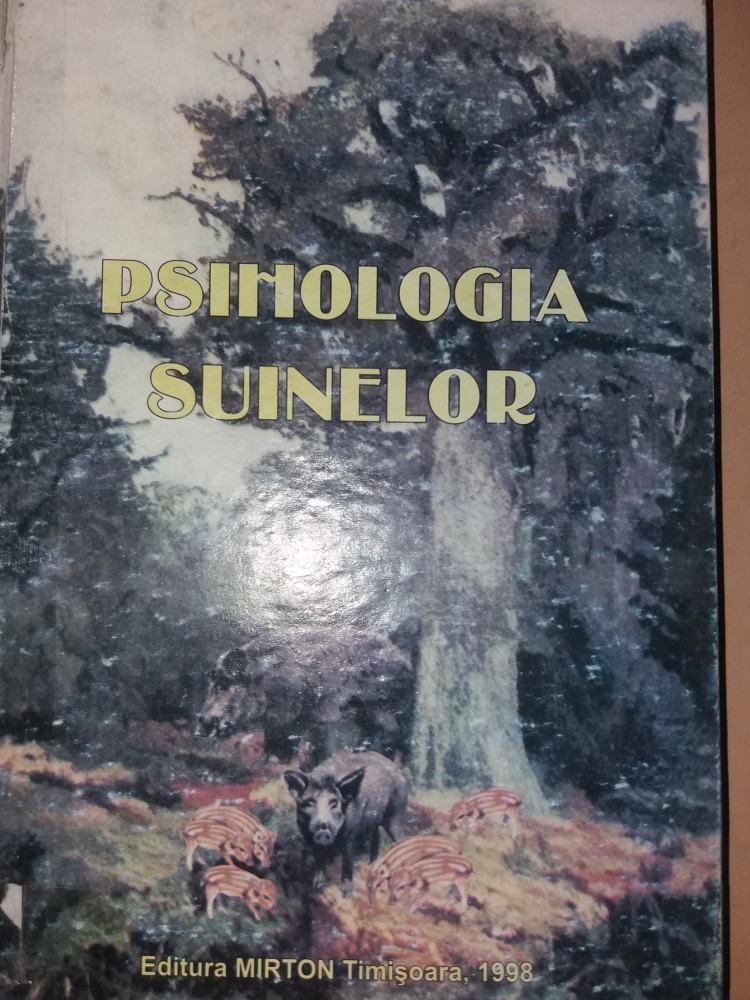 PSIHOLOGIA
SUINELOR
Editura MIRTON Timişoara, 1998